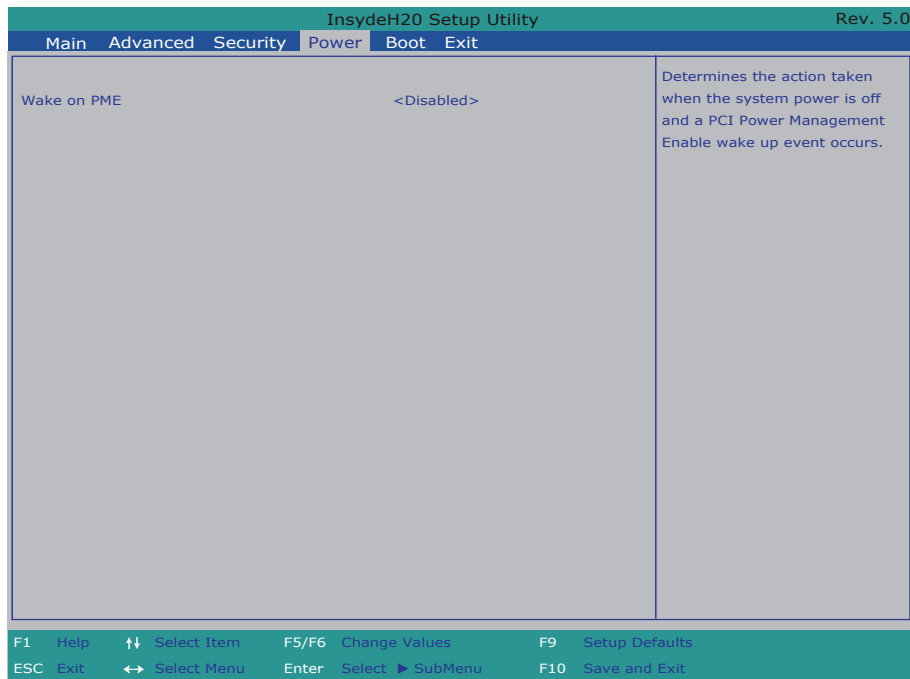 InsydeH20 Setup Utility Rev. 5.0
Main Advanced Security Power Boot Exit
Wake on PME <Disabled>
Determines the action taken
when the system power is off
and a PCI Power Management
Enable wake up event occurs.
F1 Help ↑↓ Select Item F5/F6 Change Values F9 Setup Defaults
ESC Exit ↔ Select Menu Enter Select ▶ SubMenu F10 Save and Exit